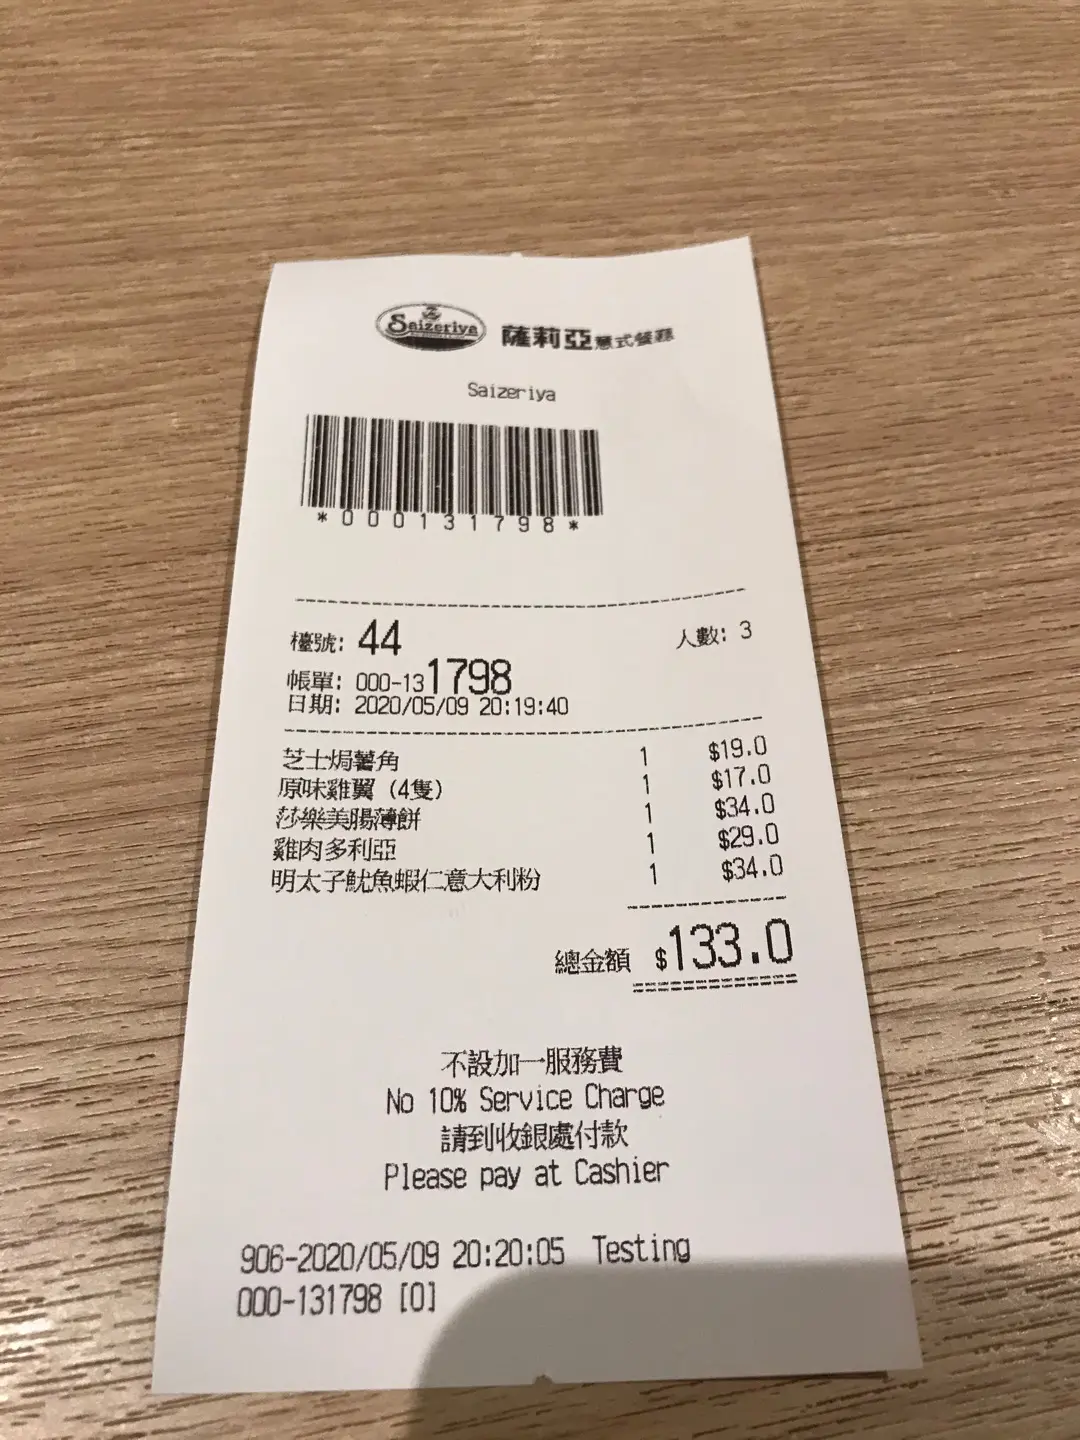 Saizeriya 薩莉亞意式餐廳
Saizeriya
*000131798*
檯號: 44 人數: 3
帳單: 000-131798
日期: 2020/05/09 20:19:40
芝士焗薯角 1 $19.0
原味雞翼 (4隻) 1 $17.0
莎樂美腸薄餅 1 $34.0
雞肉多利亞 1 $29.0
明太子魷魚蝦仁意大利粉 1 $34.0
總金額 $133.0
不設加一服務費
No 10% Service Charge
請到收銀處付款
Please pay at Cashier
906-2020/05/09 20:20:05 Testing
000-131798 [0]